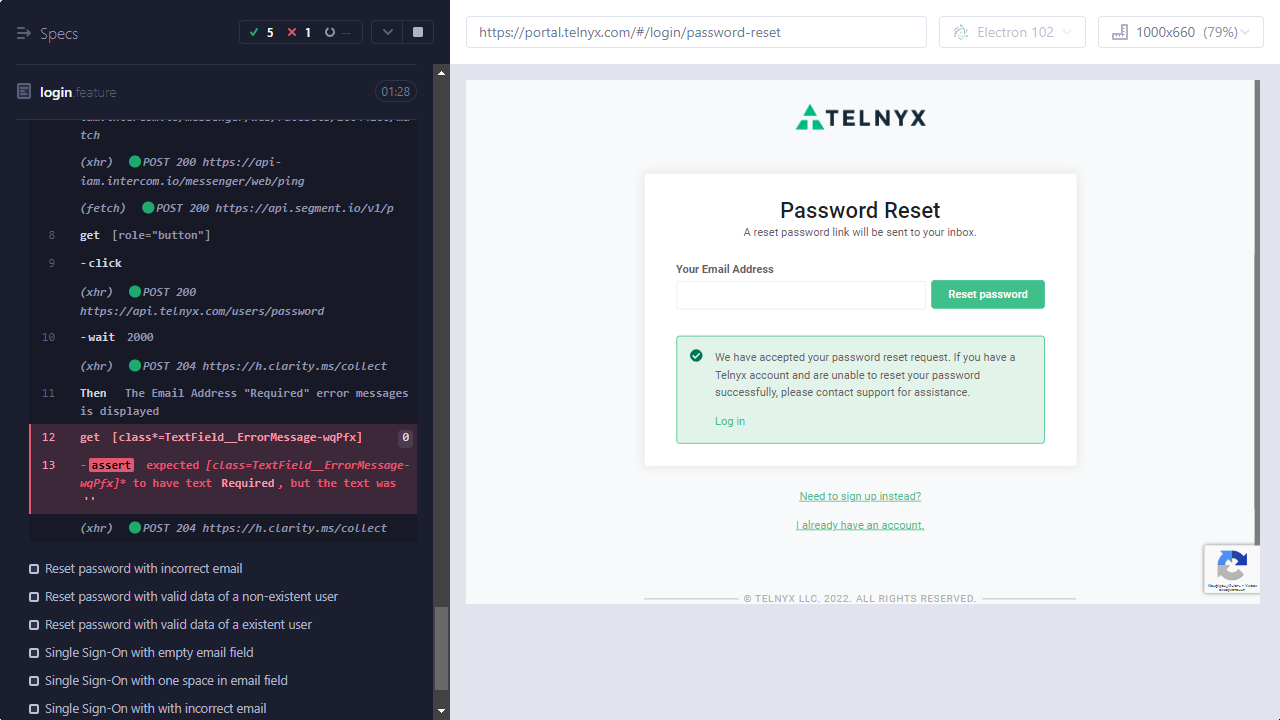 Specs
5
1
--
https://portal.telnyx.com/#/login/password-reset
Electron 102
1000x660 (79%)
login.feature
01:28
tch
(xhr) POST 200 https://api-
iam.intercom.io/messenger/web/ping
(fetch) POST 200 https://api.segment.io/v1/p
8 get [role="button"]
9 -click
(xhr) POST 200
https://api.telnyx.com/users/password
10 -wait 2000
(xhr) POST 204 https://h.clarity.ms/collect
11 Then The Email Address "Required" error messages
is displayed
12 get [class*=TextField__ErrorMessage-wqPfx] 0
13 -assert expected [class=TextField__ErrorMessage-
wqPfx]* to have text Required, but the text was
''
(xhr) POST 204 https://h.clarity.ms/collect
Reset password with incorrect email
Reset password with valid data of a non-existent user
Reset password with valid data of a existent user
Single Sign-On with empty email field
Single Sign-On with one space in email field
Single Sign-On with with incorrect email
TELNYX
Password Reset
A reset password link will be sent to your inbox.
Your Email Address
Reset password
We have accepted your password reset request. If you have a
Telnyx account and are unable to reset your password
successfully, please contact support for assistance.
Log in
Need to sign up instead?
I already have an account.
© TELNYX LLC, 2022. ALL RIGHTS RESERVED.